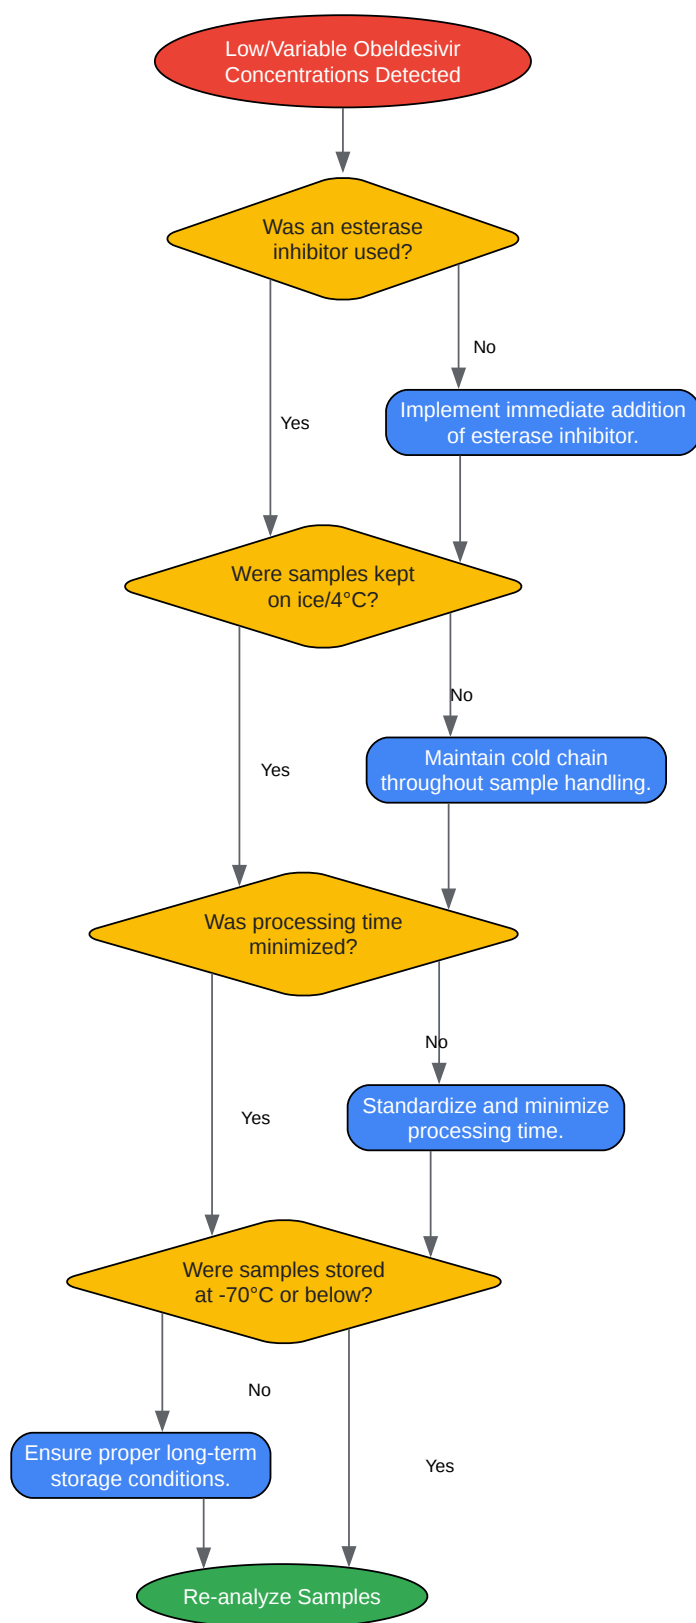 Low/Variable Obeldesivir
Concentrations Detected
Was an esterase
inhibitor used?
No
Implement immediate addition
of esterase inhibitor.
Yes
Were samples kept
on ice/4°C?
No
Maintain cold chain
throughout sample handling.
Yes
Was processing time
minimized?
No
Standardize and minimize
processing time.
Yes
Were samples stored
at -70°C or below?
No
Ensure proper long-term
storage conditions.
Yes
Re-analyze Samples